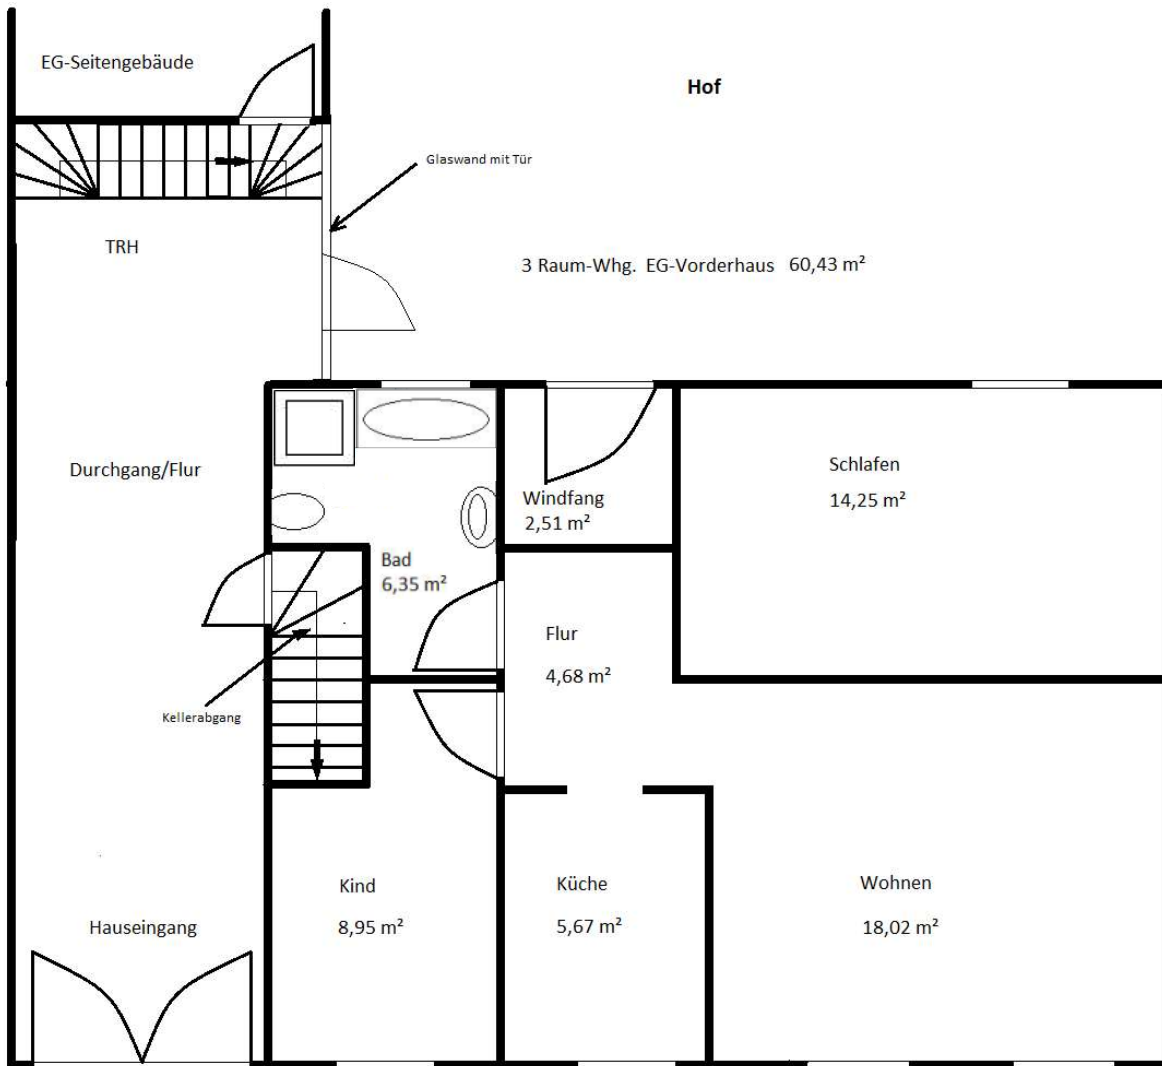 EG-Seitengebäude
Hof
Glaswand mit Tür
TRH
3 Raum-Whg. EG-Vorderhaus 60,43 m²
Durchgang/Flur
Schlafen
14,25 m²
Windfang
2,51 m²
Bad
6,35 m²
Flur
4,68 m²
Kellerabgang
Kind
8,95 m²
Küche
5,67 m²
Wohnen
18,02 m²
Hauseingang